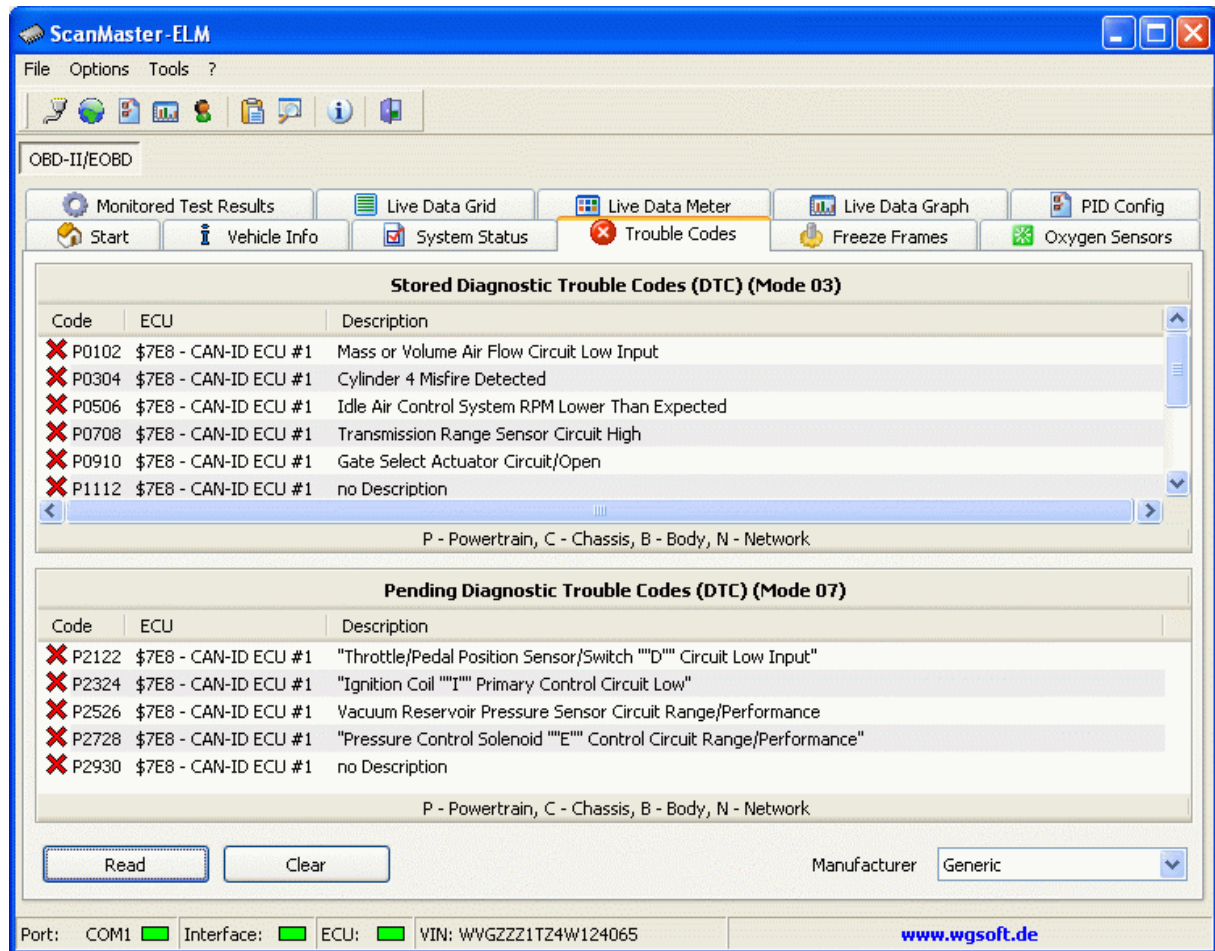 ScanMaster-ELM
File Options Tools ?
OBD-II/EOBD
Monitored Test Results Live Data Grid Live Data Meter Live Data Graph PID Config
Start Vehicle Info System Status Trouble Codes Freeze Frames Oxygen Sensors
Stored Diagnostic Trouble Codes (DTC) (Mode 03)
Code ECU Description
P0102 $7E8 - CAN-ID ECU #1 Mass or Volume Air Flow Circuit Low Input
P0304 $7E8 - CAN-ID ECU #1 Cylinder 4 Misfire Detected
P0506 $7E8 - CAN-ID ECU #1 Idle Air Control System RPM Lower Than Expected
P0708 $7E8 - CAN-ID ECU #1 Transmission Range Sensor Circuit High
P0910 $7E8 - CAN-ID ECU #1 Gate Select Actuator Circuit/Open
P1112 $7E8 - CAN-ID ECU #1 no Description
P - Powertrain, C - Chassis, B - Body, N - Network
Pending Diagnostic Trouble Codes (DTC) (Mode 07)
Code ECU Description
P2122 $7E8 - CAN-ID ECU #1 "Throttle/Pedal Position Sensor/Switch ""D"" Circuit Low Input"
P2324 $7E8 - CAN-ID ECU #1 "Ignition Coil ""I"" Primary Control Circuit Low"
P2526 $7E8 - CAN-ID ECU #1 Vacuum Reservoir Pressure Sensor Circuit Range/Performance
P2728 $7E8 - CAN-ID ECU #1 "Pressure Control Solenoid ""E"" Control Circuit Range/Performance"
P2930 $7E8 - CAN-ID ECU #1 no Description
P - Powertrain, C - Chassis, B - Body, N - Network
Read Clear Manufacturer Generic
Port: COM1 Interface: ECU: VIN: WVGZZZ1TZ4W124065 www.wgsoft.de